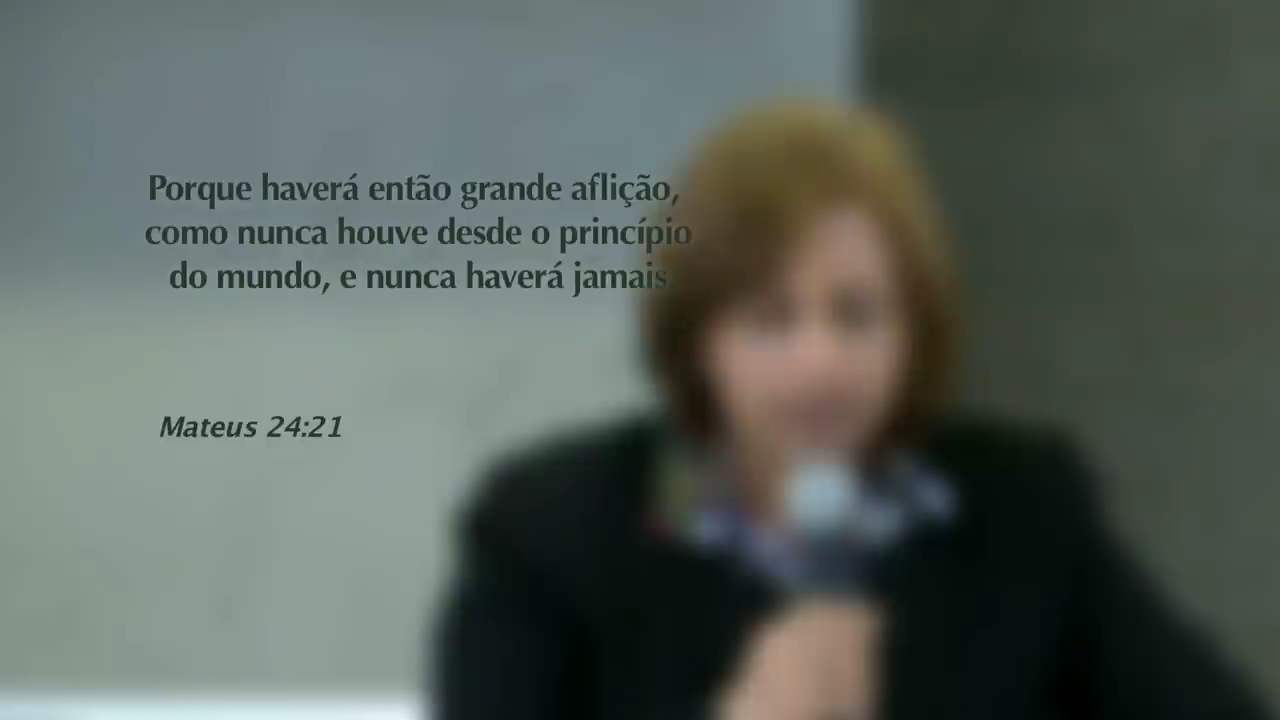 Porque haverá então grande aflição,
como nunca houve desde o princípio
do mundo, e nunca haverá jamais
Mateus 24:21